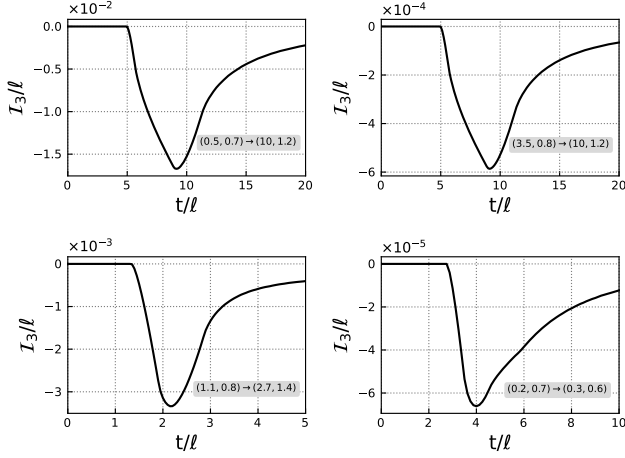 ×10⁻²
0.0
−0.5
−1.0
−1.5
ℐ₃/ℓ
0 5 10 15 20
t/ℓ
(0.5, 0.7) → (10, 1.2)
×10⁻⁴
0
−2
−4
−6
ℐ₃/ℓ
0 5 10 15 20
t/ℓ
(3.5, 0.8) → (10, 1.2)
×10⁻³
0
−1
−2
−3
ℐ₃/ℓ
0 1 2 3 4 5
t/ℓ
(1.1, 0.8) → (2.7, 1.4)
×10⁻⁵
0
−2
−4
−6
ℐ₃/ℓ
0 2 4 6 8 10
t/ℓ
(0.2, 0.7) → (0.3, 0.6)